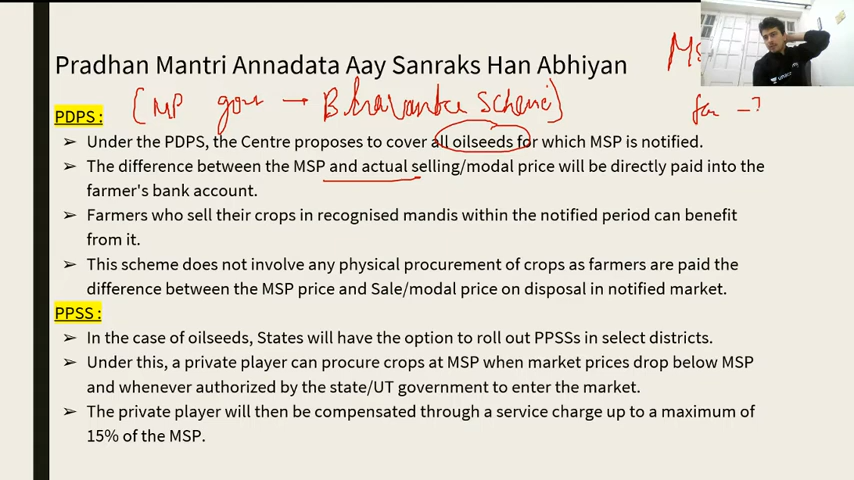 Pradhan Mantri Annadata Aay Sanraks Han Abhiyan
(MP govt → Bhavantar Scheme)
PDPS :
➢ Under the PDPS, the Centre proposes to cover all oilseeds for which MSP is notified.
➢ The difference between the MSP and actual selling/modal price will be directly paid into the
farmer's bank account.
➢ Farmers who sell their crops in recognised mandis within the notified period can benefit
from it.
➢ This scheme does not involve any physical procurement of crops as farmers are paid the
difference between the MSP price and Sale/modal price on disposal in notified market.
PPSS :
➢ In the case of oilseeds, States will have the option to roll out PPSSs in select districts.
➢ Under this, a private player can procure crops at MSP when market prices drop below MSP
and whenever authorized by the state/UT government to enter the market.
➢ The private player will then be compensated through a service charge up to a maximum of
15% of the MSP.